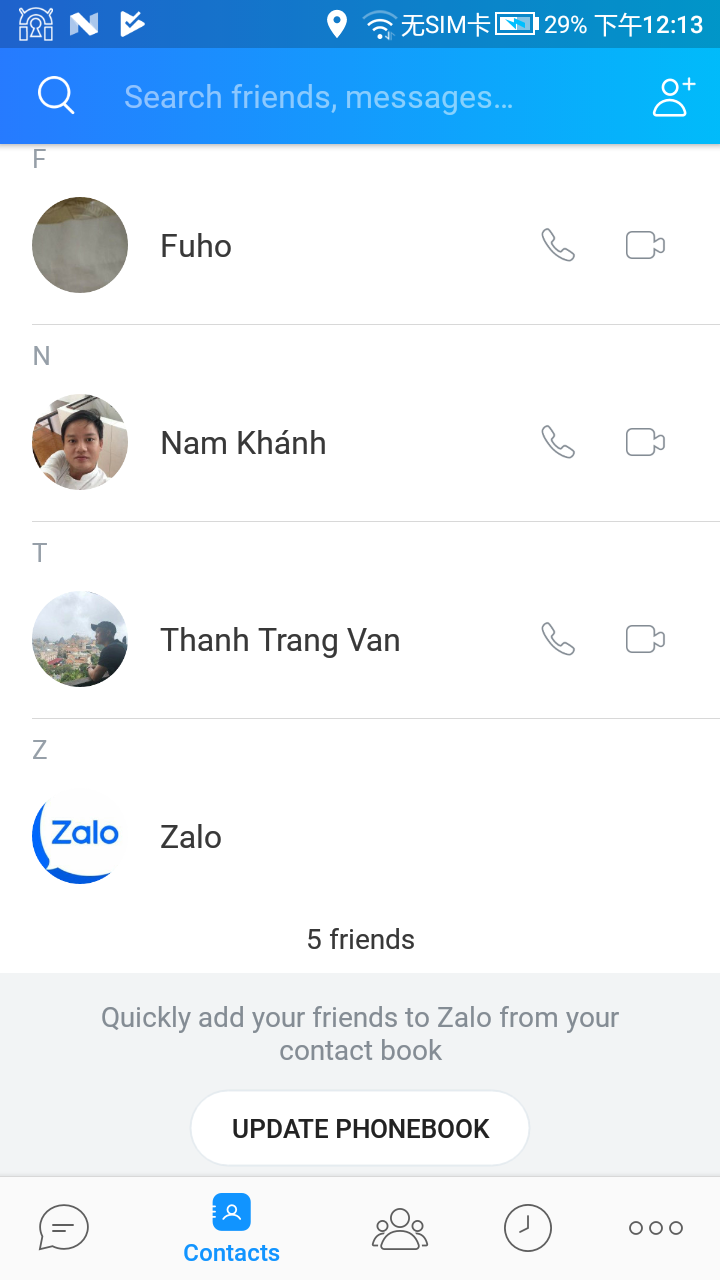 无SIM卡 29% 下午12:13
Search friends, messages…
F
Fuho
N
Nam Khánh
T
Thanh Trang Van
Z
Zalo
Zalo
5 friends
Quickly add your friends to Zalo from your
contact book
UPDATE PHONEBOOK
Contacts